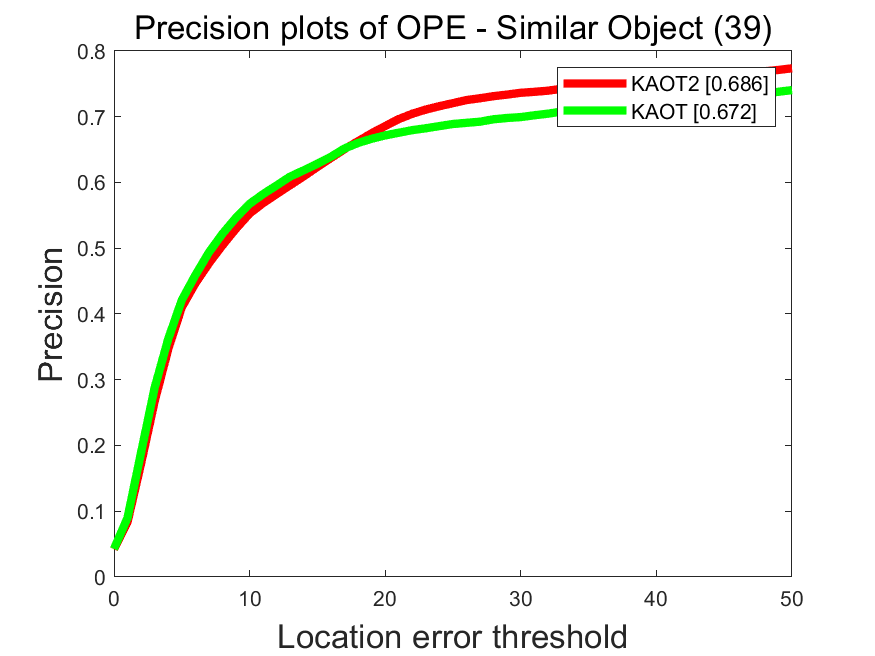 Precision plots of OPE - Similar Object (39)
KAOT2 [0.686]
KAOT [0.672]
Precision
0.8
0.7
0.6
0.5
0.4
0.3
0.2
0.1
0
0 10 20 30 40 50
Location error threshold